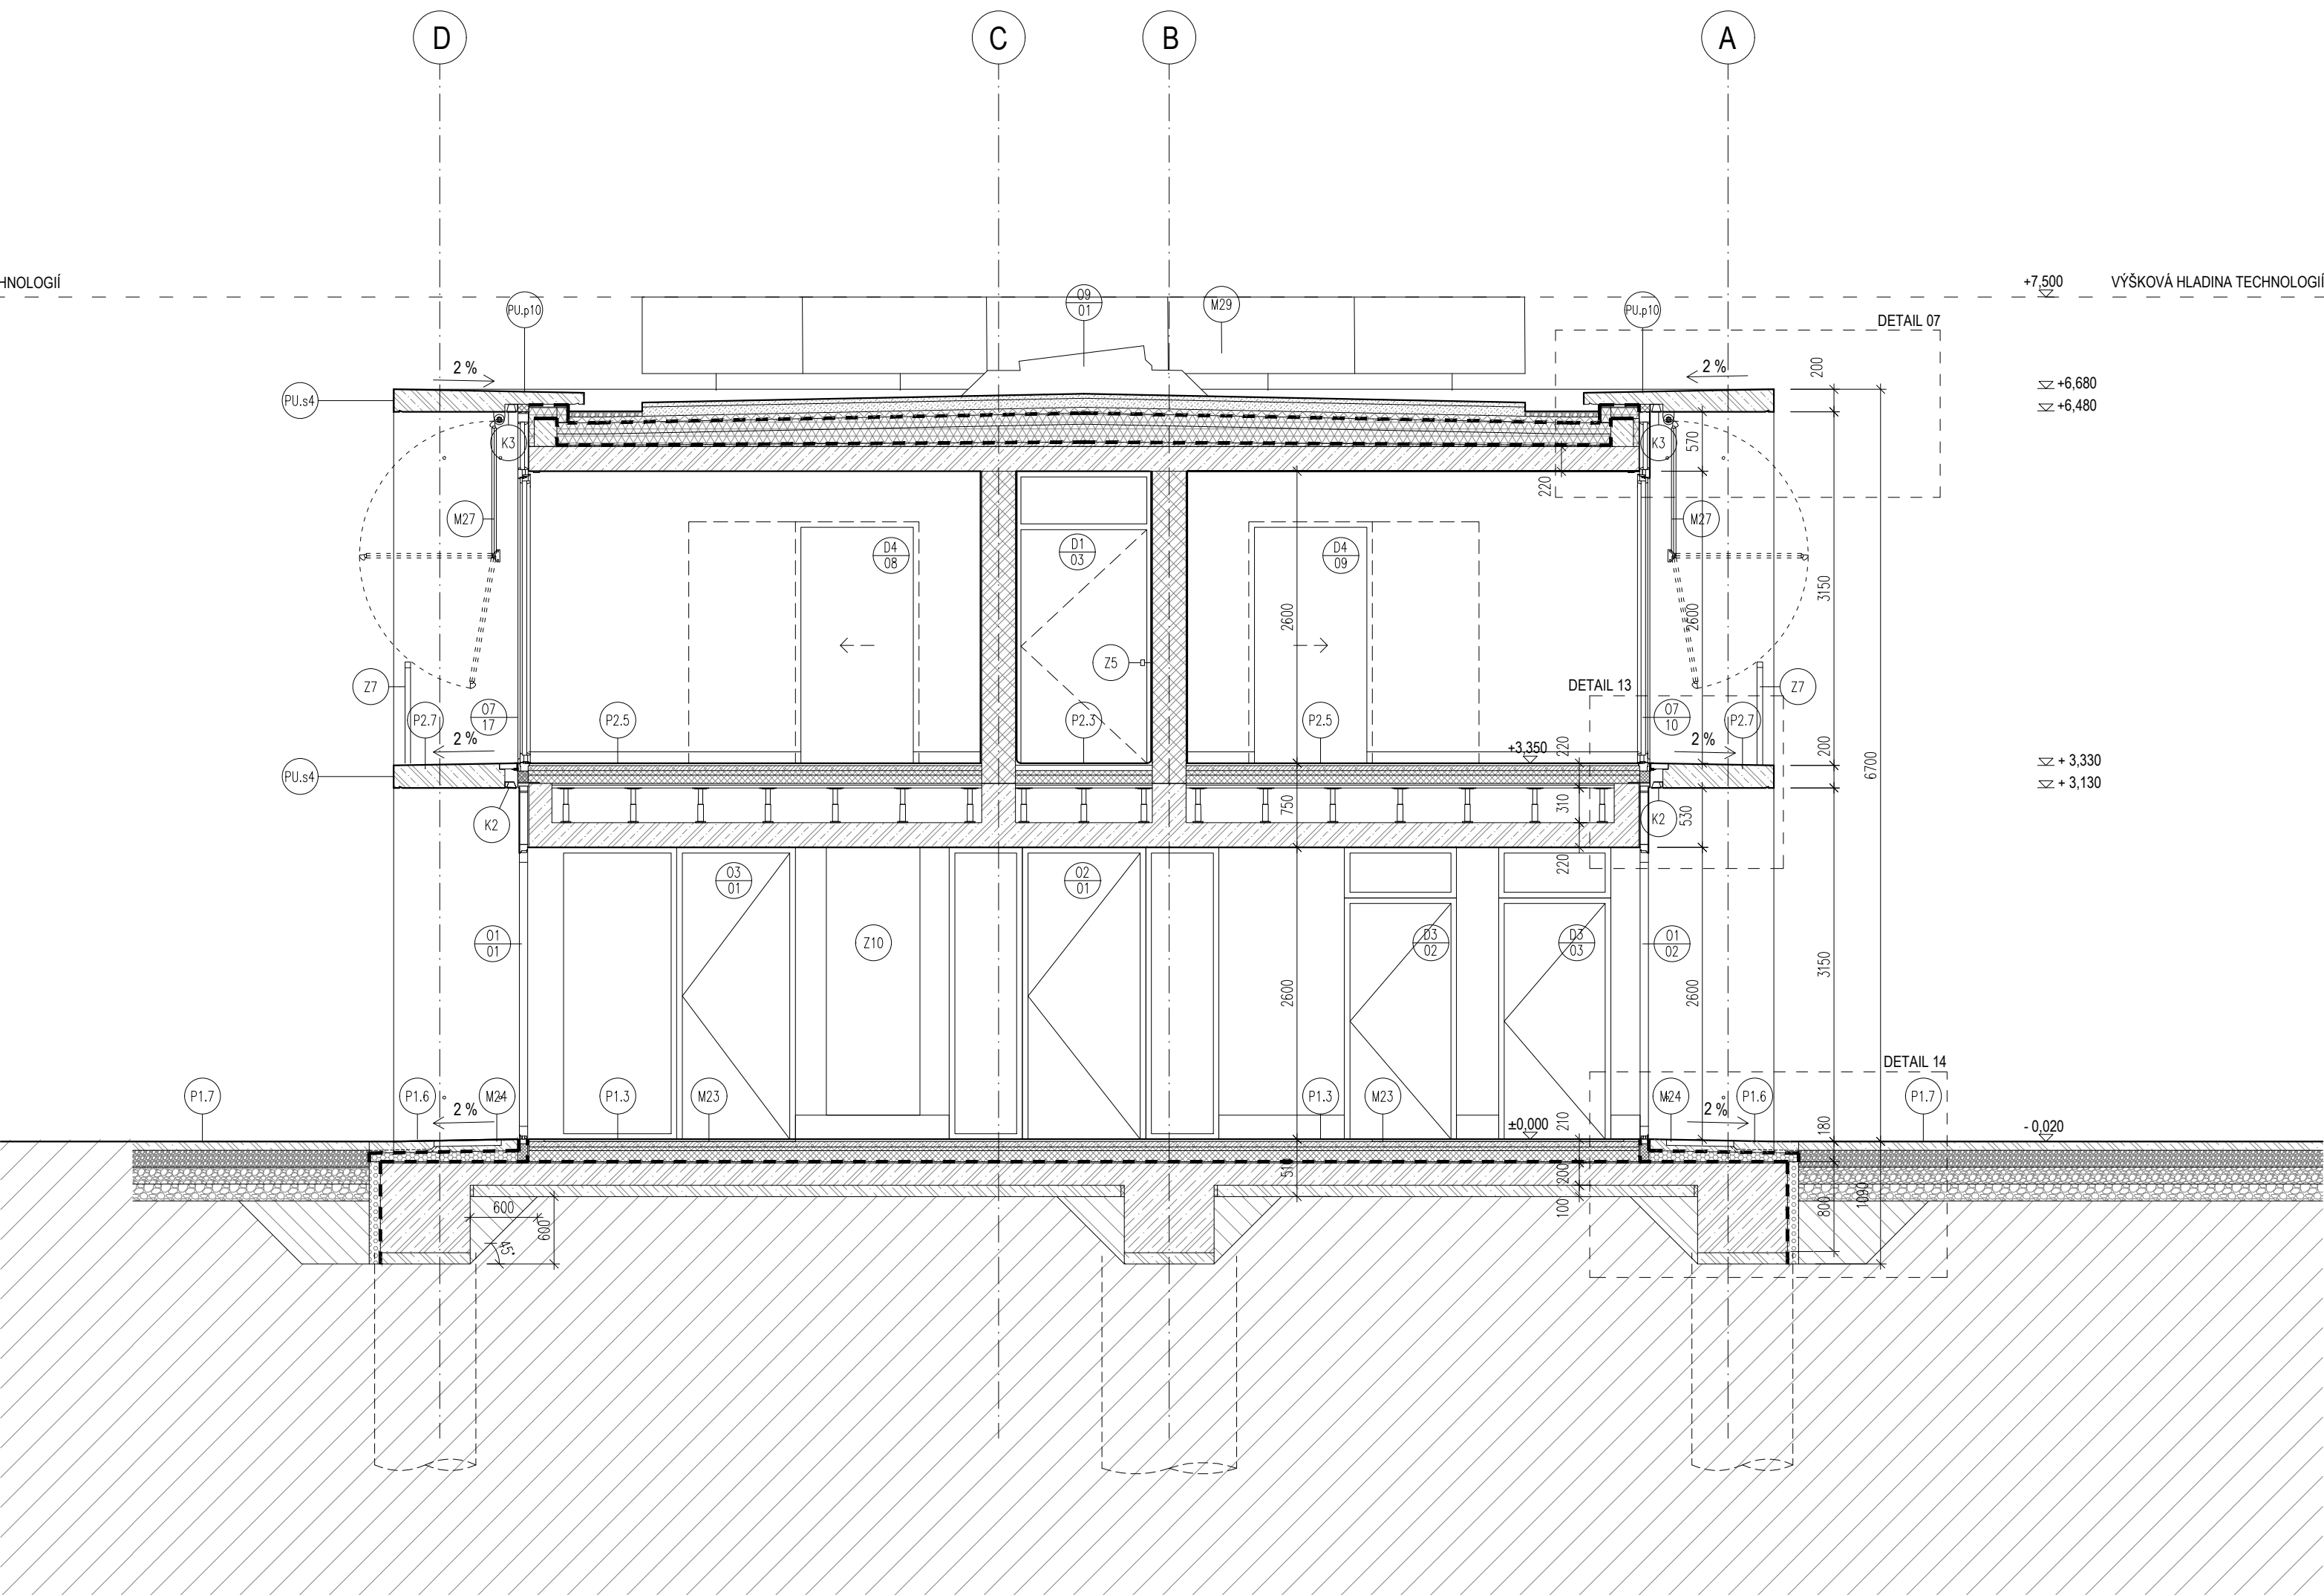 D
C
B
A
HNOLOGIÍ
+7,500
VÝŠKOVÁ HLADINA TECHNOLOGIÍ
PU.p10
O9
01
M29
PU.p10
DETAIL 07
2 %
2 %
200
PU.s4
+6,680
+6,480
K3
K3
570
220
M27
M27
D4
08
D1
03
D4
09
2600
2600
3150
Z5
Z7
DETAIL 13
Z7
P2.7
O7
17
P2.5
P2.3
P2.5
O7
10
P2.7
2 %
2 %
+3,350
220
200
6700
+ 3,330
+ 3,130
PU.s4
K2
750
310
K2
530
220
O3
01
O2
01
O1
01
Z10
D3
02
D3
03
O1
02
2600
2600
3150
DETAIL 14
P1.7
P1.6
M24
P1.3
M23
P1.3
M23
M24
P1.6
P1.7
2 %
2 %
±0,000
210
180
- 0,020
510
200
100
800
1090
600
600
45°